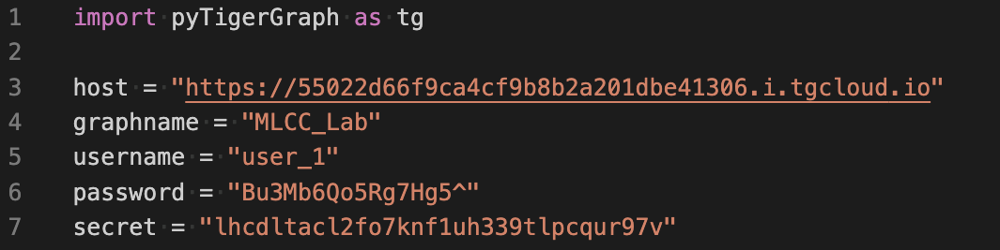 1 import pyTigerGraph as tg
2
3 host = "https://55022d66f9ca4cf9b8b2a201dbe41306.i.tgcloud.io"
4 graphname = "MLCC_Lab"
5 username = "user_1"
6 password = "Bu3Mb6Qo5Rg7Hg5^"
7 secret = "lhcdltacl2fo7knf1uh339tlpcqur97v"